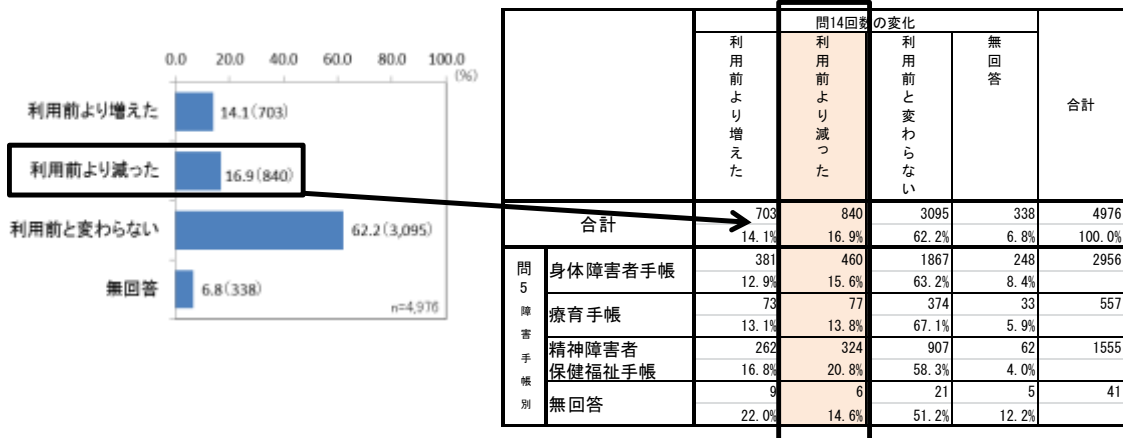 0.0 20.0 40.0 60.0 80.0 100.0
(%)
利用前より増えた 14.1(703)
利用前より減った 16.9(840)
利用前と変わらない 62.2(3,095)
無回答 6.8(338)
n=4,976
問14回数の変化
利用前より増えた 利用前より減った 利用前と変わらない 無回答 合計
合計 703 840 3095 338 4976
14.1% 16.9% 62.2% 6.8% 100.0%
問5障害手帳別
身体障害者手帳 381 460 1867 248 2956
12.9% 15.6% 63.2% 8.4%
療育手帳 73 77 374 33 557
13.1% 13.8% 67.1% 5.9%
精神障害者 262 324 907 62 1555
保健福祉手帳 16.8% 20.8% 58.3% 4.0%
無回答 9 6 21 5 41
22.0% 14.6% 51.2% 12.2%